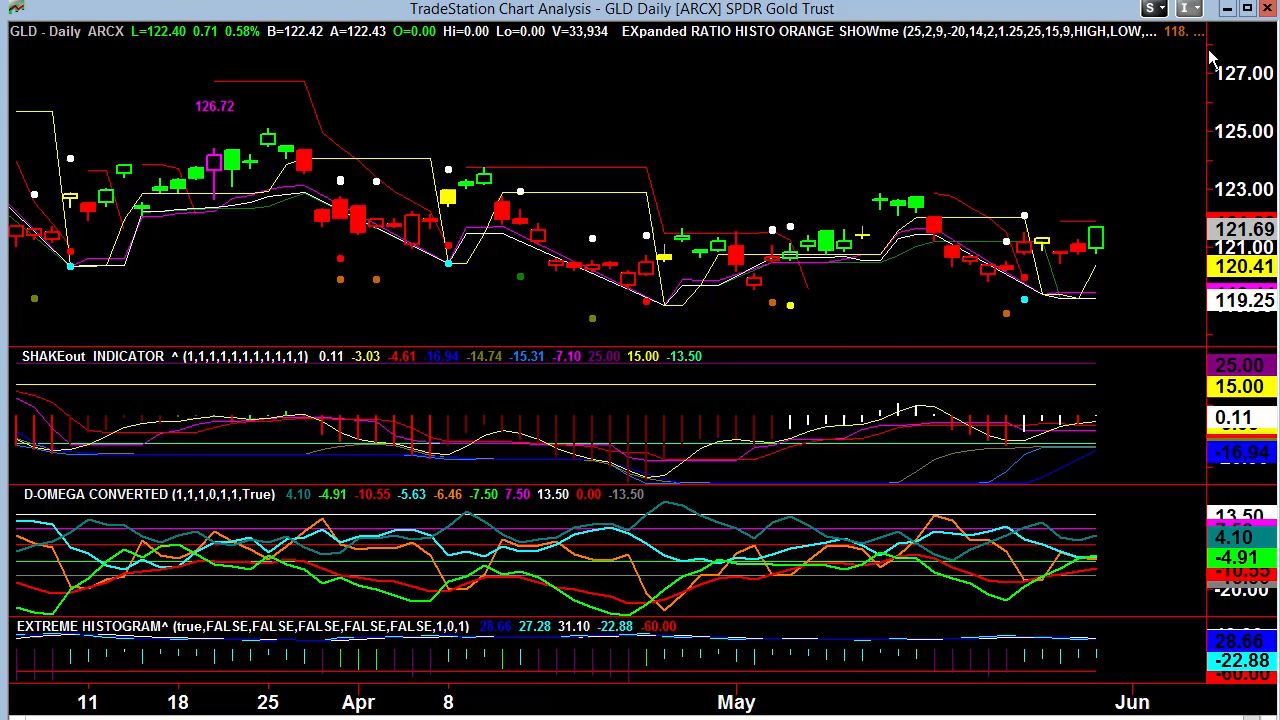 TradeStation Chart Analysis - GLD Daily [ARCX] SPDR Gold Trust
S I
GLD - Daily ARCX L=122.40 0.71 0.58% B=122.42 A=122.43 O=0.00 Hi=0.00 Lo=0.00 V=33,934 EXpanded RATIO HISTO ORANGE SHOWme (25,2,9,-20,14,2,1.25,25,15,9,HIGH,LOW,... 118. ...
127.00
126.72
125.00
123.00
121.69
121.00
120.41
119.25
SHAKEout INDICATOR ^ (1,1,1,1,1,1,1,1,1,1,1) 0.11 -3.03 -4.61 -16.94 -14.74 -15.31 -7.10 25.00 15.00 -13.50
25.00
15.00
0.11
-16.94
D-OMEGA CONVERTED (1,1,1,0,1,1,True) 4.10 -4.91 -10.55 -5.63 -6.46 -7.50 7.50 13.50 0.00 -13.50
13.50
4.10
-4.91
-20.00
EXTREME HISTOGRAM^ (true,FALSE,FALSE,FALSE,FALSE,FALSE,1,0,1) 28.66 27.28 31.10 -22.88 -60.00
28.66
-22.88
-60.00
11 18 25 Apr 8 May Jun